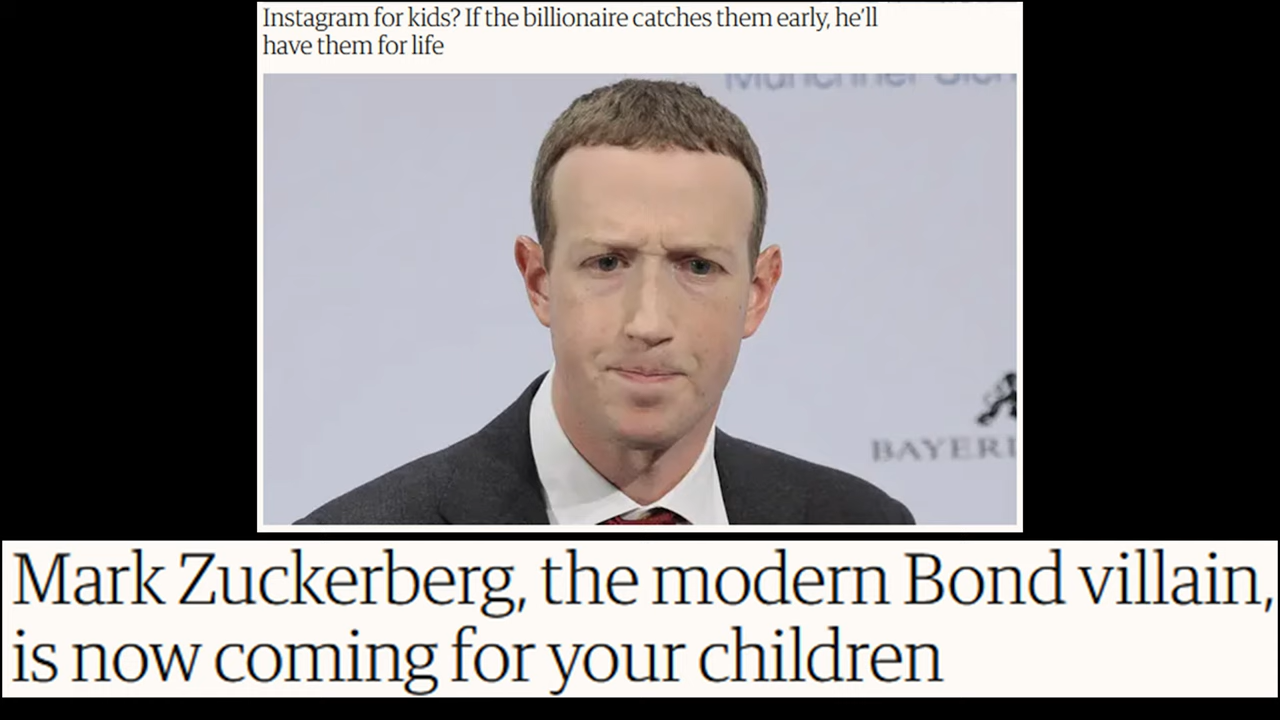 Instagram for kids? If the billionaire catches them early, he’ll
have them for life
BAYERI
Mark Zuckerberg, the modern Bond villain,
is now coming for your children